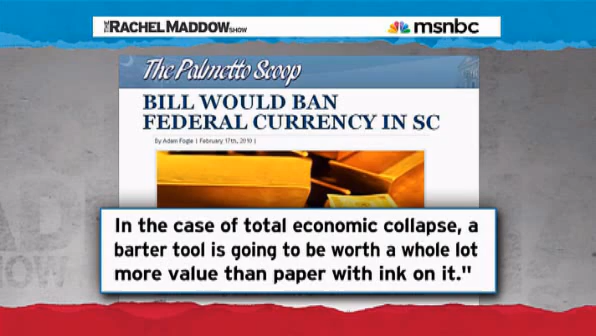 THE RACHEL MADDOW SHOW msnbc
The Palmetto Scoop
BILL WOULD BAN
FEDERAL CURRENCY IN SC
by Adam Fogle | February 17th, 2010 |
In the case of total economic collapse, a
barter tool is going to be worth a whole lot
more value than paper with ink on it."